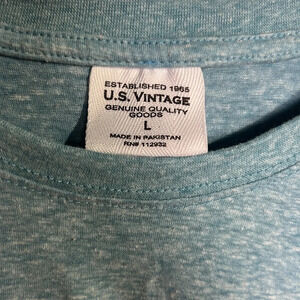 ESTABLISHED 1965
U.S. VINTAGE
GENUINE QUALITY
GOODS
L
MADE IN PAKISTAN
RN# 112932